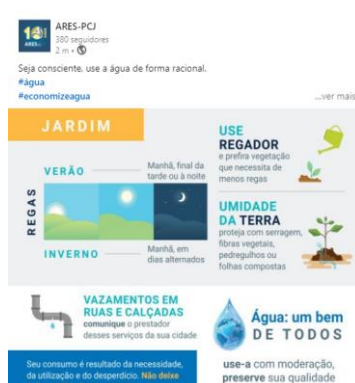 ARES-PCJ
380 seguidores
2 m •
Seja consciente, use a água de forma racional.
#água
#economizeagua
...ver mais
JARDIM
REGAS
VERÃO
Manhã, final da
tarde ou à noite
INVERNO
Manhã, em
dias alternados
USE
REGADOR
e prefira vegetação
que necessita de
menos regas
UMIDADE
DA TERRA
proteja com serragem,
fibras vegetais,
pedregulhos ou
folhas compostas
VAZAMENTOS EM
RUAS E CALÇADAS
comunique o prestador
desses serviços da sua cidade
Seu consumo é resultado da necessidade,
da utilização e do desperdício. Não deixe
Água: um bem
DE TODOS
use-a com moderação,
preserve sua qualidade